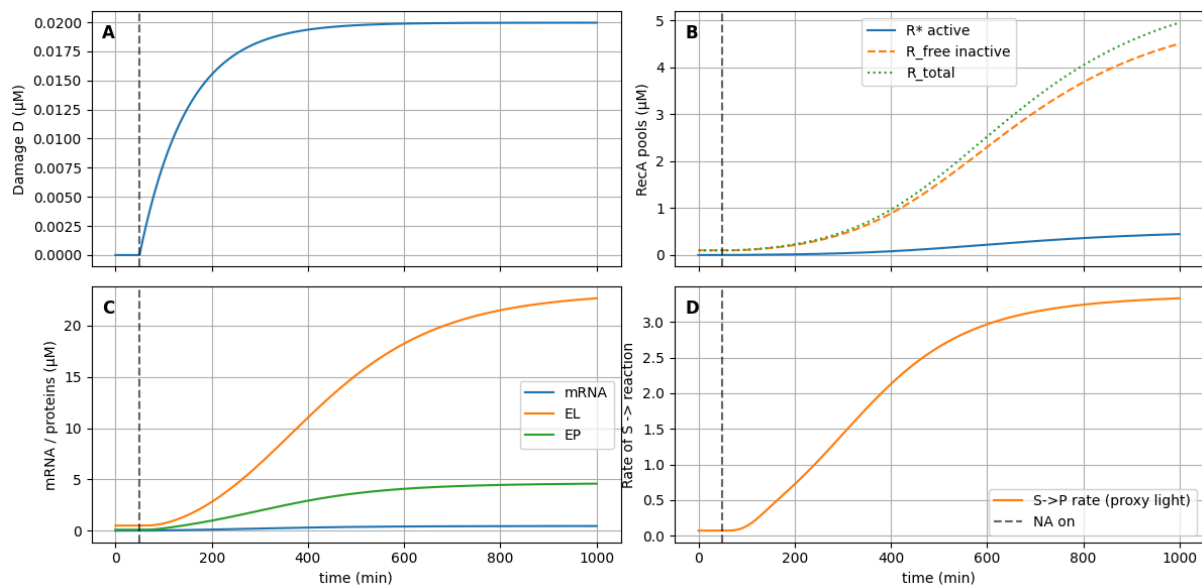 A
Damage D (µM)
0.0200
0.0175
0.0150
0.0125
0.0100
0.0075
0.0050
0.0025
0.0000
B
RecA pools (µM)
5
4
3
2
1
0
R* active
R_free inactive
R_total
C
mRNA / proteins (µM)
20
15
10
5
0
mRNA
EL
EP
0 200 400 600 800 1000
time (min)
D
Rate of S -> reaction
3.0
2.5
2.0
1.5
1.0
0.5
0.0
S->P rate (proxy light)
NA on
0 200 400 600 800 1000
time (min)